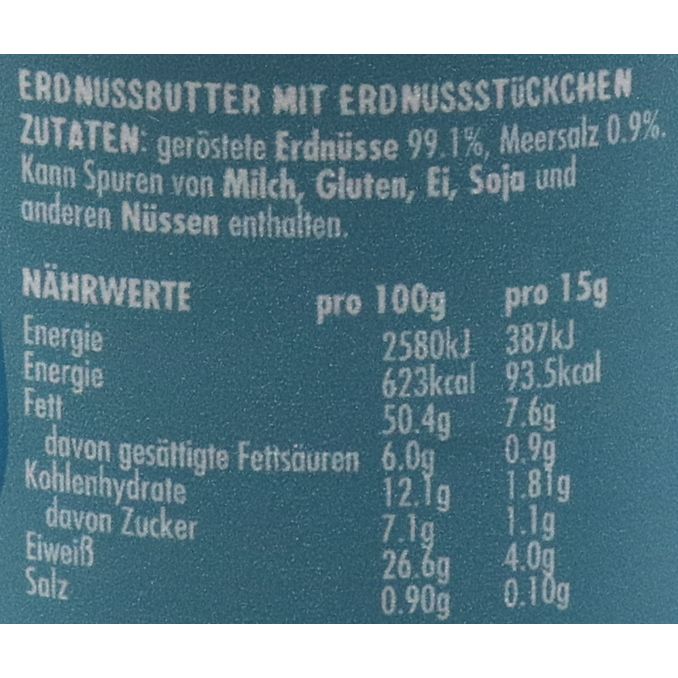 ERDNUSSBUTTER MIT ERDNUSSSTÜCKCHEN
ZUTATEN: geröstete Erdnüsse 99.1%, Meersalz 0.9%.
Kann Spuren von Milch, Gluten, Ei, Soja und
anderen Nüssen enthalten.
NÄHRWERTE pro 100g pro 15g
Energie 2580kJ 387kJ
Energie 623kcal 93.5kcal
Fett 50.4g 7.6g
davon gesättigte Fettsäuren 6.0g 0.9g
Kohlenhydrate 12.1g 1.81g
davon Zucker 7.1g 1.1g
Eiweiß 26.6g 4.0g
Salz 0.90g 0.10g